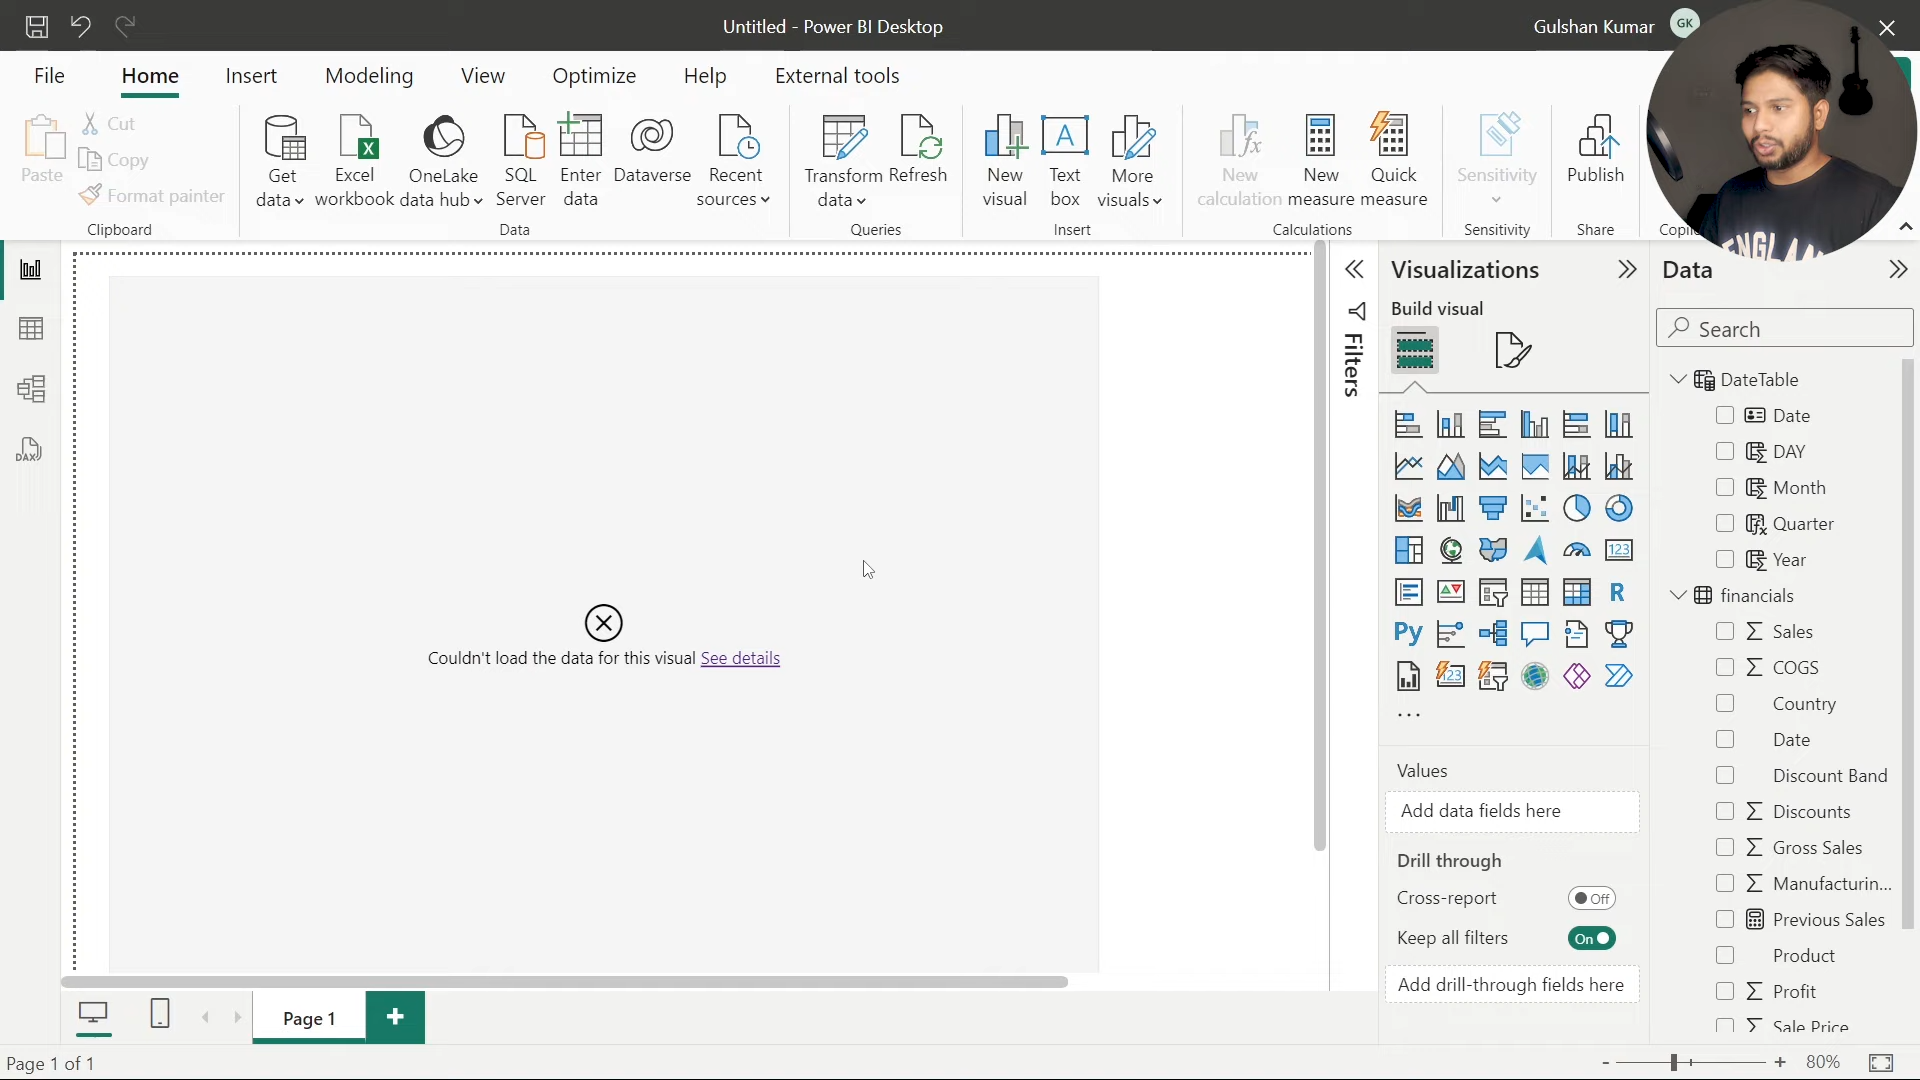 Untitled - Power BI Desktop
Gulshan Kumar
GK
File Home Insert Modeling View Optimize Help External tools
Paste
Cut
Copy
Format painter
Clipboard
Get data
Excel workbook
OneLake data hub
SQL Server
Enter data
Dataverse
Recent sources
Data
Transform data
Refresh
Queries
New visual
Text box
More visuals
Insert
New calculation
New measure
Quick measure
Calculations
Sensitivity
Sensitivity
Publish
Share
ENGLAN
DAX
Couldn't load the data for this visual See details
Filters
Visualizations
Build visual
123
R
Py
123
Values
Add data fields here
Drill through
Cross-report Off
Keep all filters On
Add drill-through fields here
Data
Search
DateTable
Date
DAY
Month
Quarter
Year
financials
Sales
COGS
Country
Date
Discount Band
Discounts
Gross Sales
Manufacturin...
Previous Sales
Product
Profit
Sale Price
Page 1
Page 1 of 1
80%